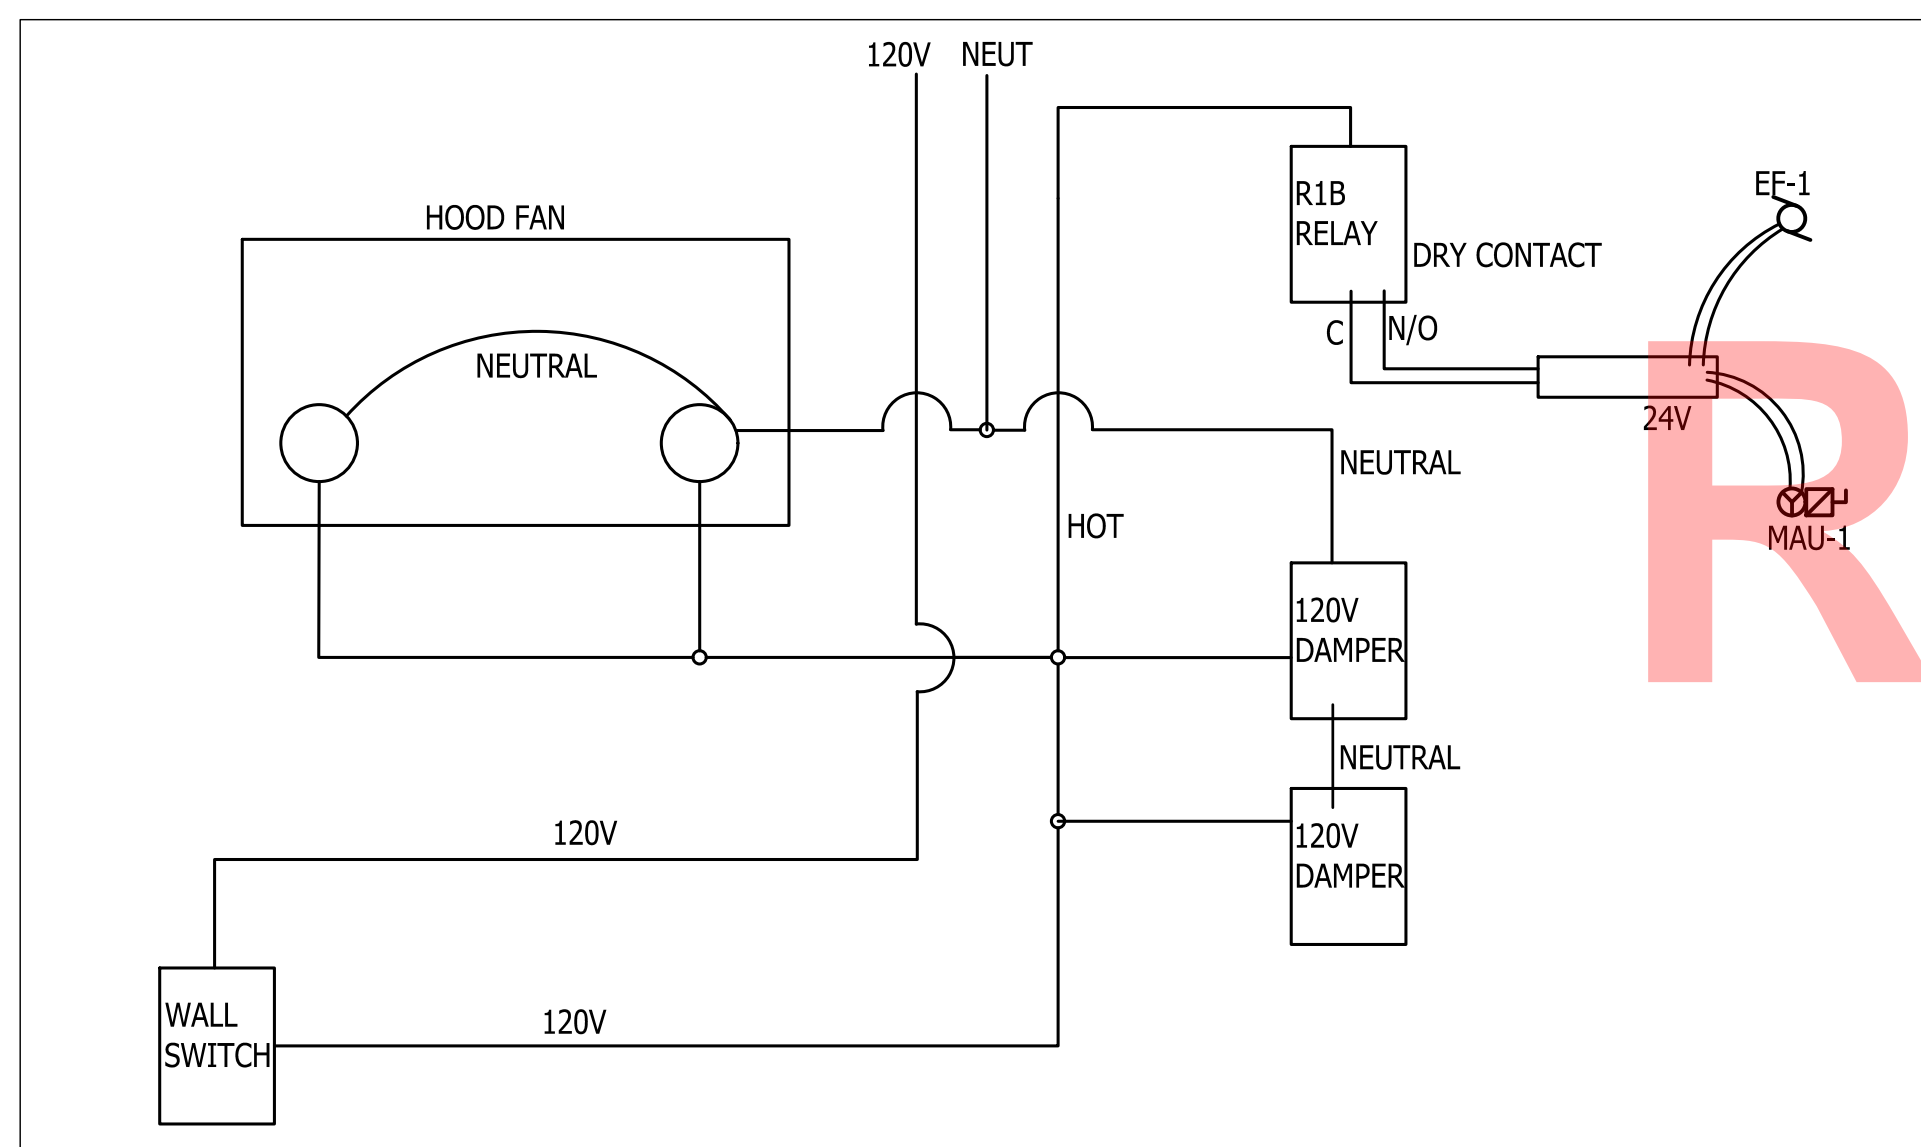 120V NEUT
HOOD FAN
NEUTRAL
R1B
RELAY
DRY CONTACT
C
N/O
EF-1
24V
MAU-1
NEUTRAL
HOT
120V
DAMPER
NEUTRAL
120V
DAMPER
120V
WALL
SWITCH
120V
R